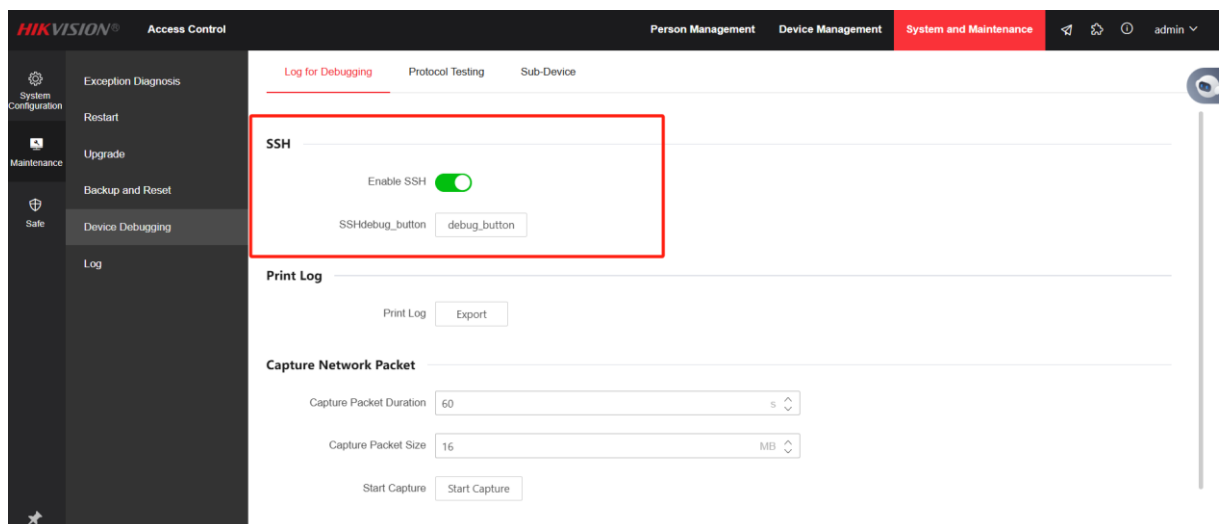 HIKVISION® Access Control Person Management Device Management System and Maintenance admin
System Configuration
Maintenance
Safe
Exception Diagnosis
Restart
Upgrade
Backup and Reset
Device Debugging
Log
Log for Debugging Protocol Testing Sub-Device
SSH
Enable SSH
SSHdebug_button debug_button
Print Log
Print Log Export
Capture Network Packet
Capture Packet Duration 60 s
Capture Packet Size 16 MB
Start Capture Start Capture